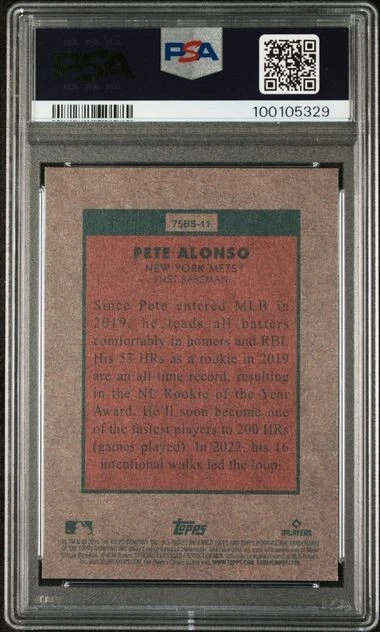 PSA
PSA
100105329
75BS-11
PETE ALONSO
NEW YORK METS
FIRST BASEMAN
Since Pete entered MLB in
2019, he leads all batters
comfortably in homers and RBI.
His 53 HRs as a rookie in 2019
are an all-time record, resulting
in the NL Rookie of the Year
Award. He'll soon become one
of the fastest players to 200 HRs
(games played). In 2022, his 16
intentional walks led the loop.
Topps
PLAYERS